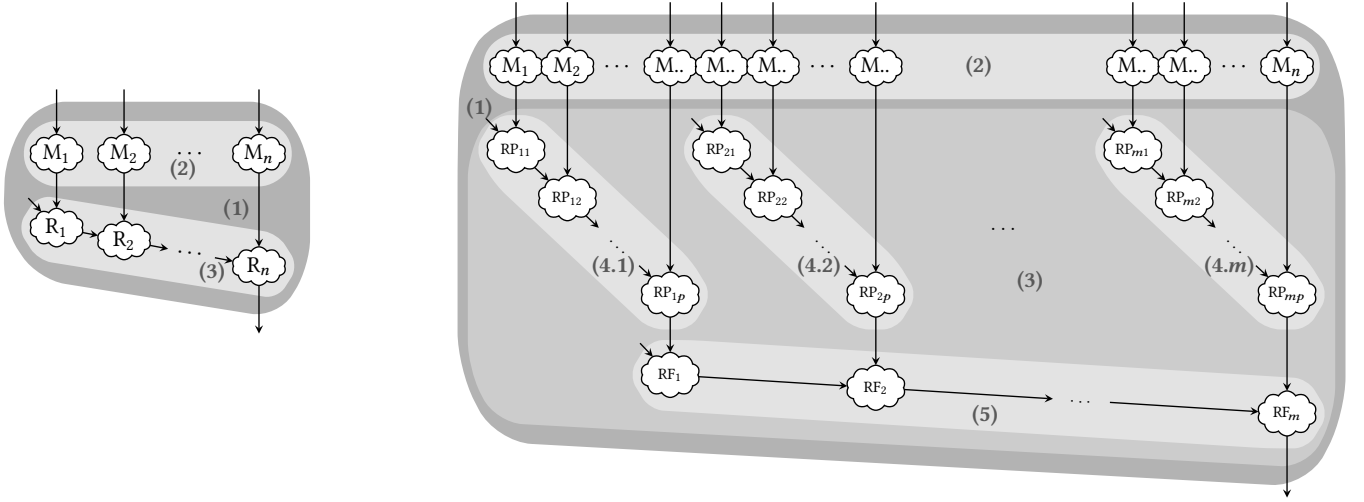 M₁ M₂ ... Mₙ
(2)
(1)
R₁ R₂ ... (3) Rₙ
M₁ M₂ ... M.. M.. M.. ... M.. (2) M.. M.. ... Mₙ
(1)
RP₁₁ RP₂₁ RPₘ₁
RP₁₂ RP₂₂ RPₘ₂
... ... ... ...
(4.1) (4.2) (3) (4.m)
RP₁ₚ RP₂ₚ RPₘₚ
RF₁ RF₂ ... RFₘ
(5)